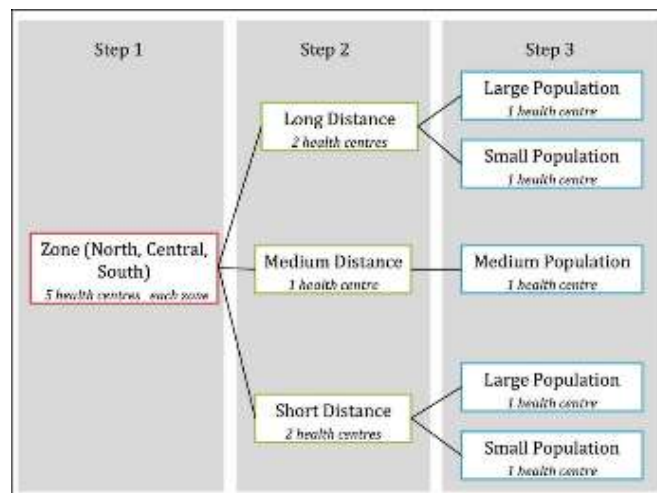 Step 1
Step 2
Step 3
Zone (North, Central,
South)
5 health centres each zone
Long Distance
2 health centres
Medium Distance
1 health centre
Short Distance
2 health centres
Large Population
1 health centre
Small Population
1 health centre
Medium Population
1 health centre
Large Population
1 health centre
Small Population
1 health centre